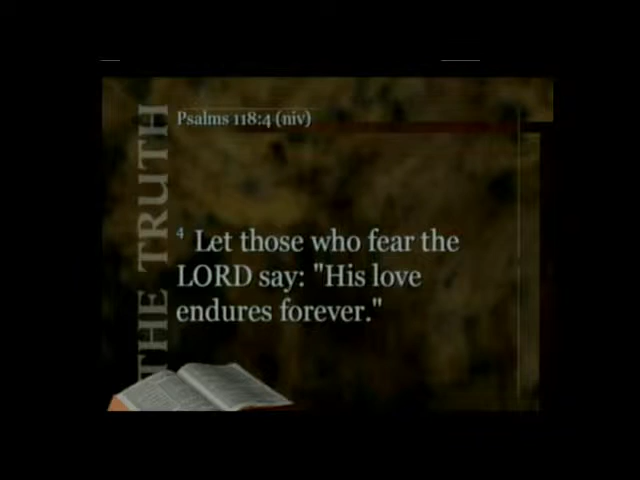 THE TRUTH
Psalms 118:4 (niv)
4 Let those who fear the
LORD say: "His love
endures forever."